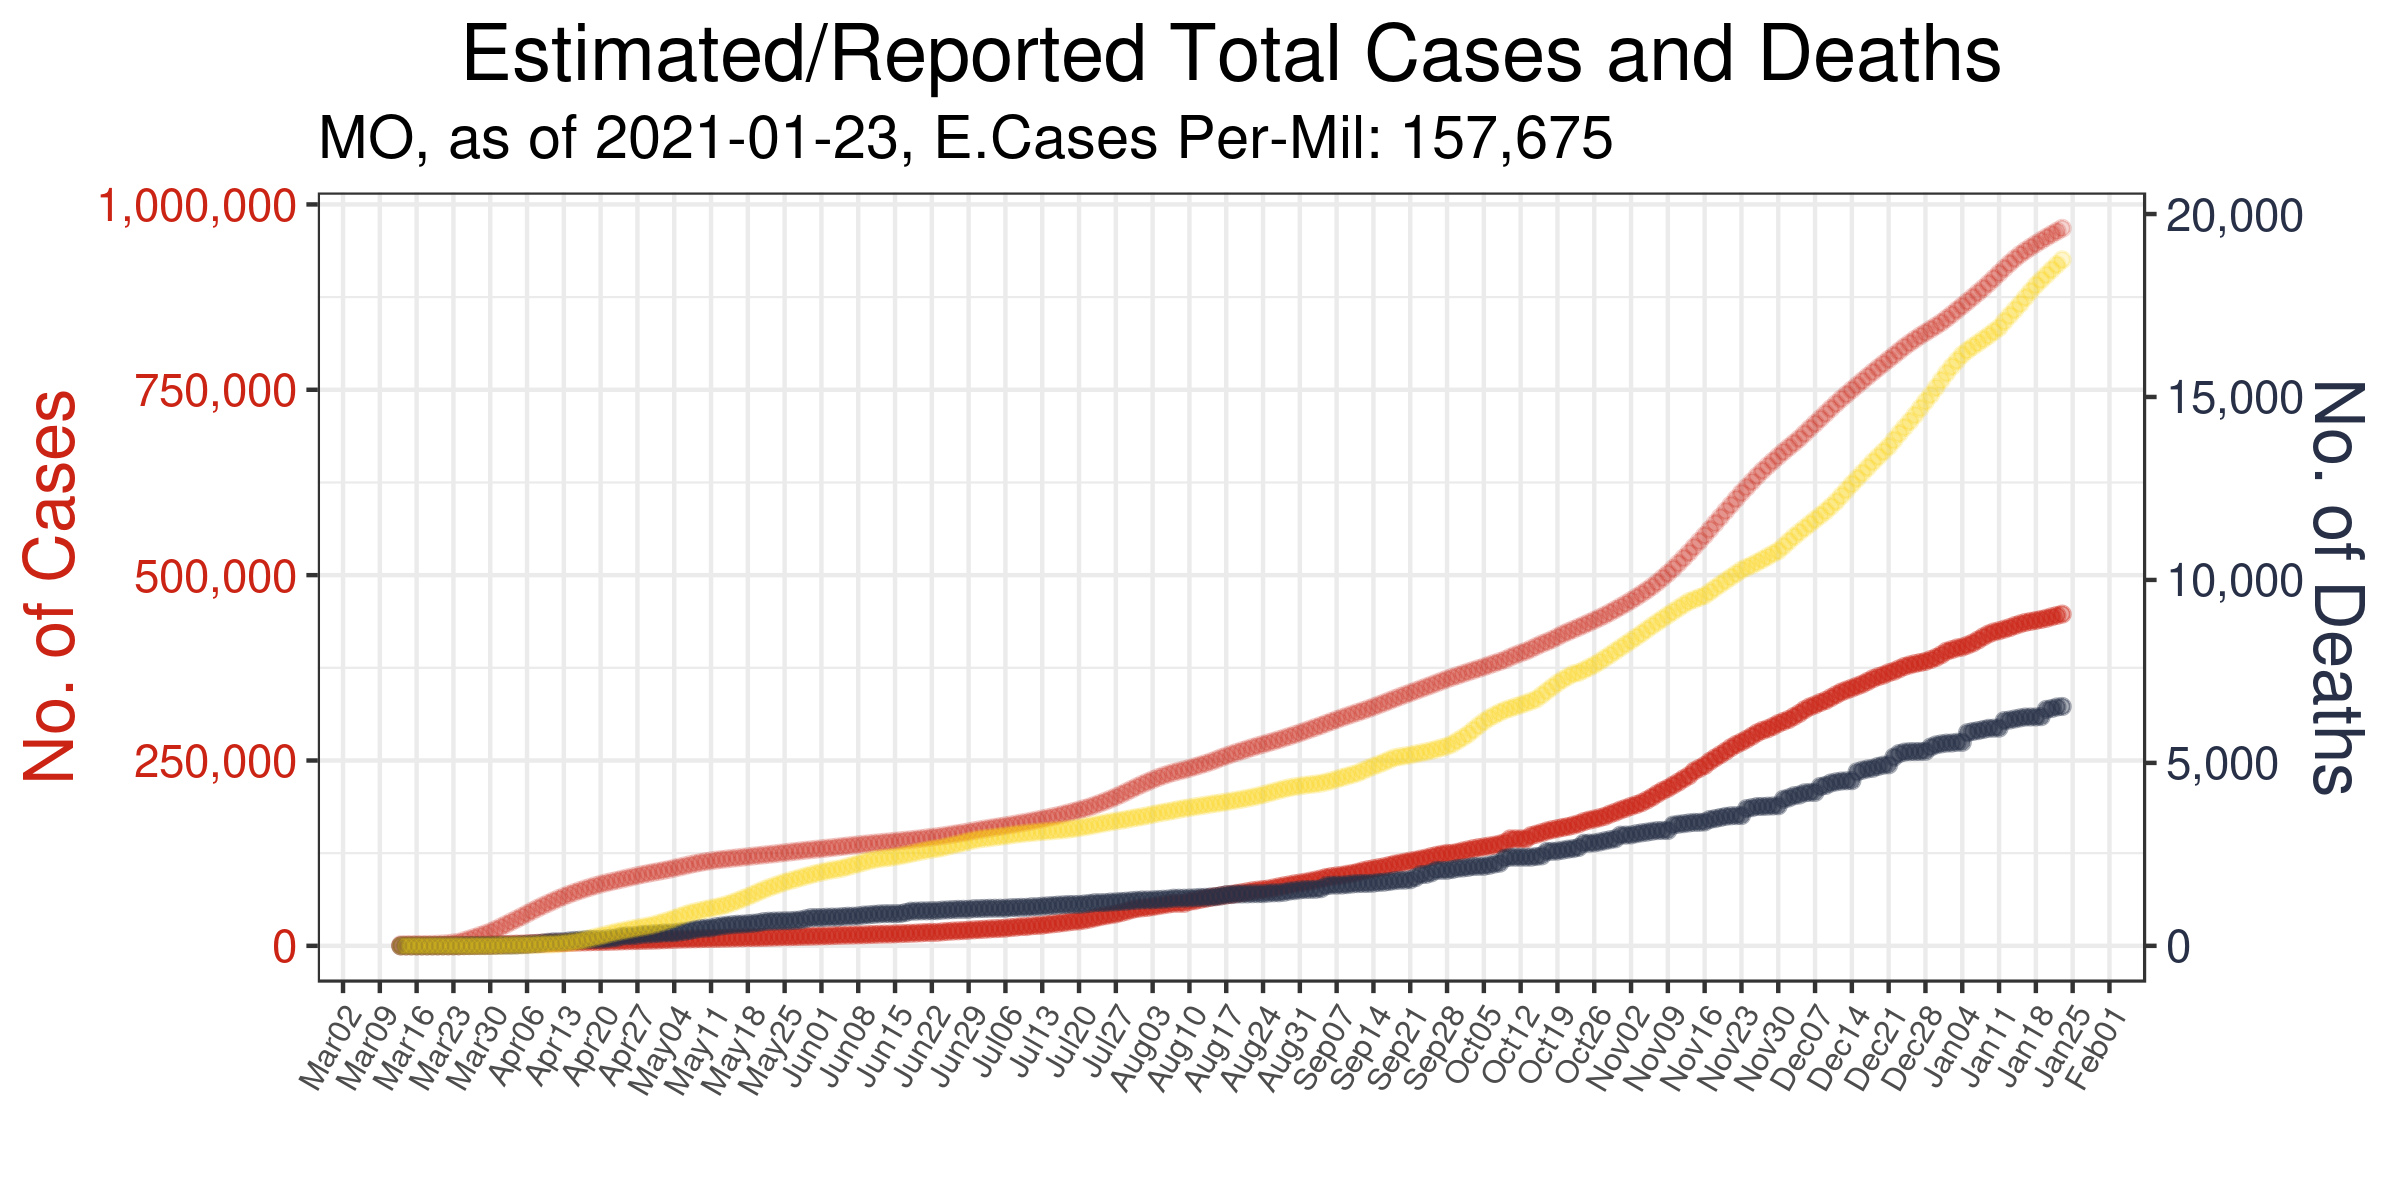 Estimated/Reported Total Cases and Deaths
MO, as of 2021-01-23, E.Cases Per-Mil: 157,675
No. of Cases
1,000,000
750,000
500,000
250,000
0
20,000
15,000
10,000
5,000
0
No. of Deaths
Mar02
Mar09
Mar16
Mar23
Mar30
Apr06
Apr13
Apr20
Apr27
May04
May11
May18
May25
Jun01
Jun08
Jun15
Jun22
Jun29
Jul06
Jul13
Jul20
Jul27
Aug03
Aug10
Aug17
Aug24
Aug31
Sep07
Sep14
Sep21
Sep28
Oct05
Oct12
Oct19
Oct26
Nov02
Nov09
Nov16
Nov23
Nov30
Dec07
Dec14
Dec21
Dec28
Jan04
Jan11
Jan18
Jan25
Feb01